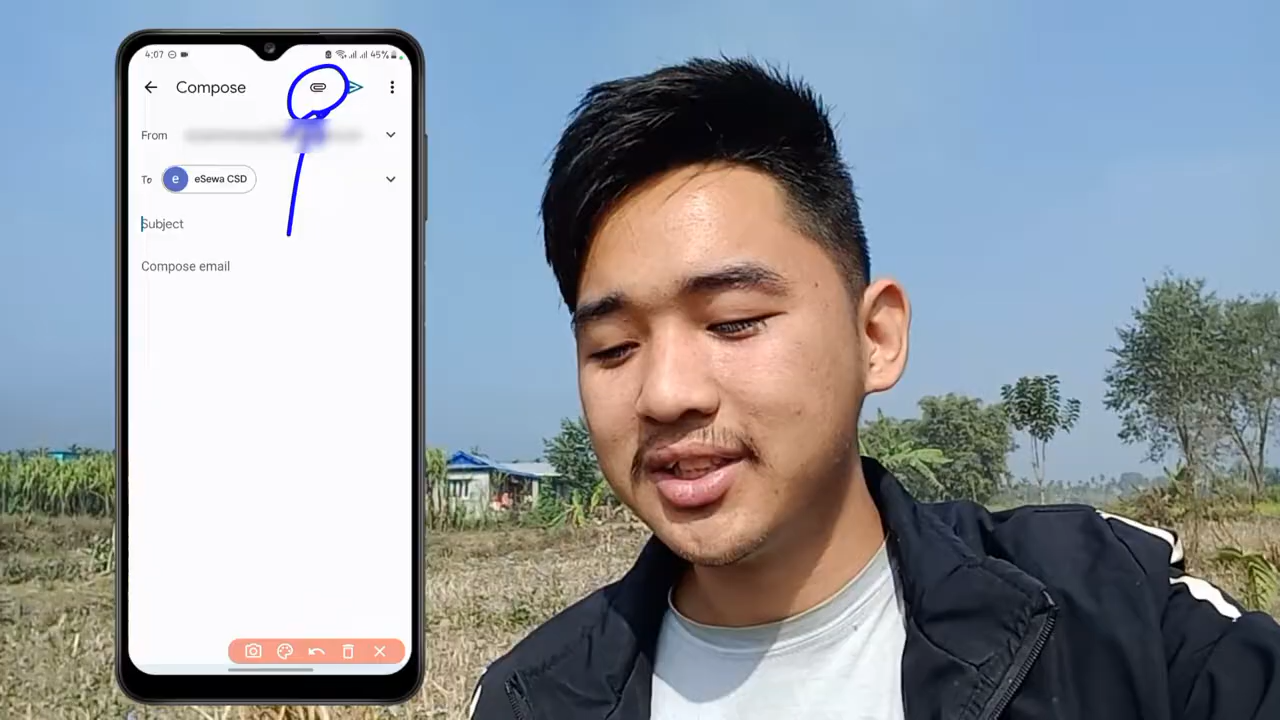 4:07 45%
Compose
From
To e eSewa CSD
Subject
Compose email